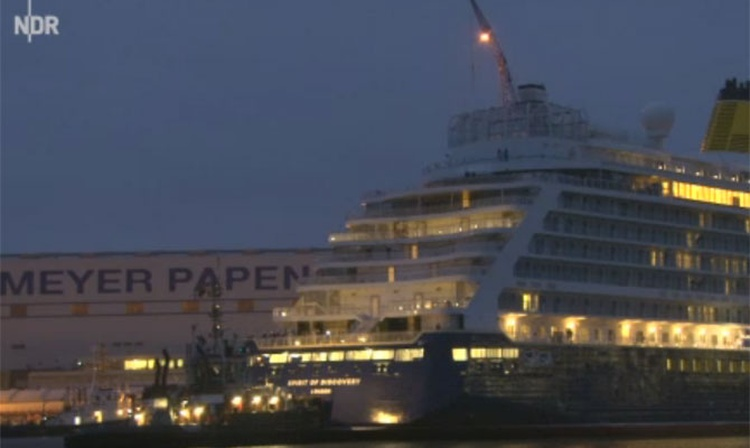 NDR
MEYER PAPEN
SPIRIT OF DISCOVERY